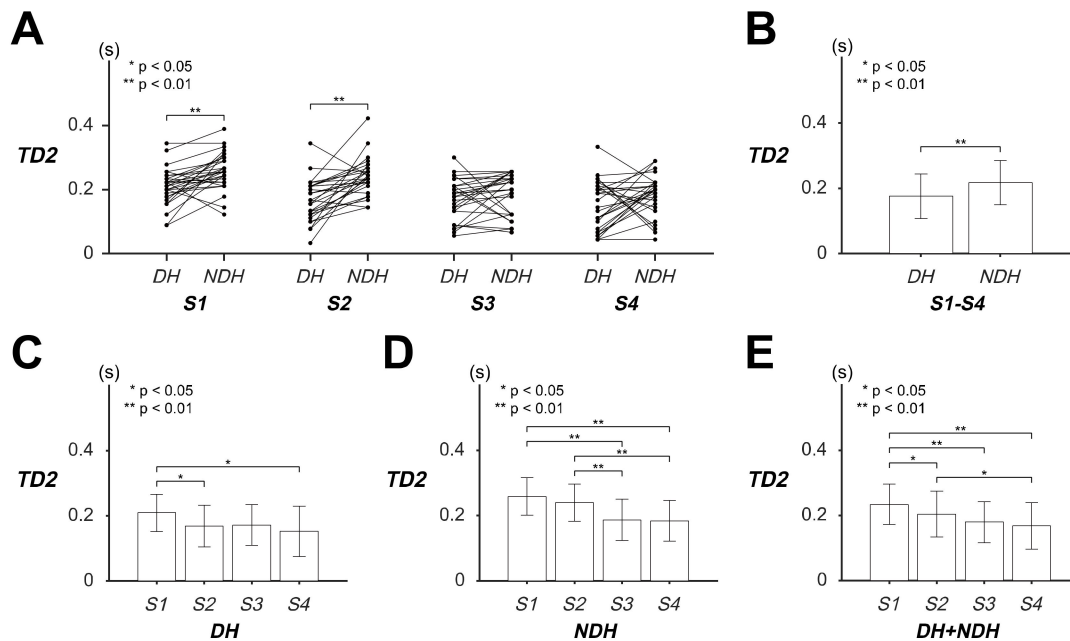 A
(s)
* p < 0.05
** p < 0.01
** **
0.4
TD2
0.2
0
DH NDH DH NDH DH NDH DH NDH
S1 S2 S3 S4
B
(s)
* p < 0.05
** p < 0.01
0.4
**
TD2
0.2
0
DH NDH
S1-S4
C
(s)
* p < 0.05
** p < 0.01
0.4
*
*
TD2
0.2
0
S1 S2 S3 S4
DH
D
(s)
* p < 0.05
** p < 0.01
**
**
0.4
**
**
TD2
0.2
0
S1 S2 S3 S4
NDH
E
(s)
* p < 0.05
** p < 0.01
**
**
0.4
*
*
TD2
0.2
0
S1 S2 S3 S4
DH+NDH